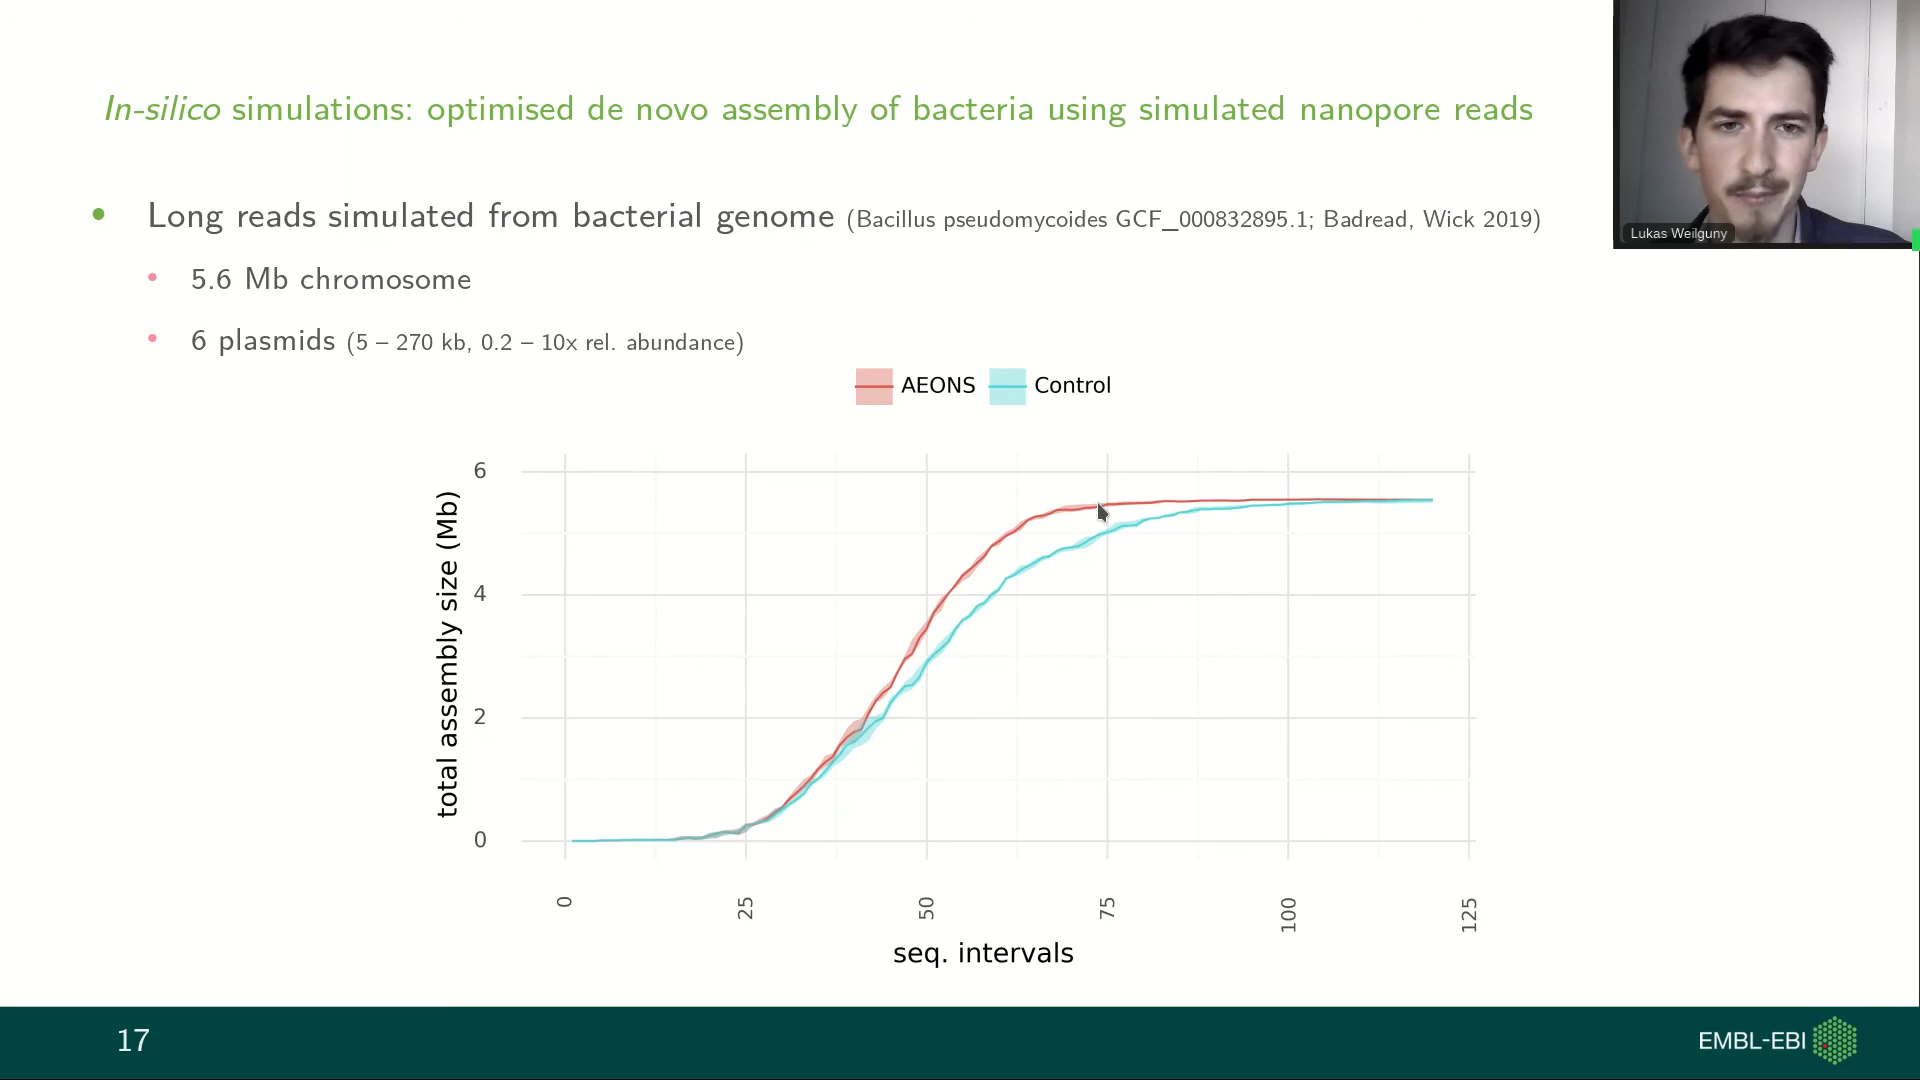 In-silico simulations: optimised de novo assembly of bacteria using simulated nanopore reads
Lukas Weilguny
• Long reads simulated from bacterial genome (Bacillus pseudomycoides GCF_000832895.1; Badread, Wick 2019)
• 5.6 Mb chromosome
• 6 plasmids (5 – 270 kb, 0.2 – 10x rel. abundance)
AEONS Control
total assembly size (Mb)
6
4
2
0
0 25 50 75 100 125
seq. intervals
17
EMBL-EBI